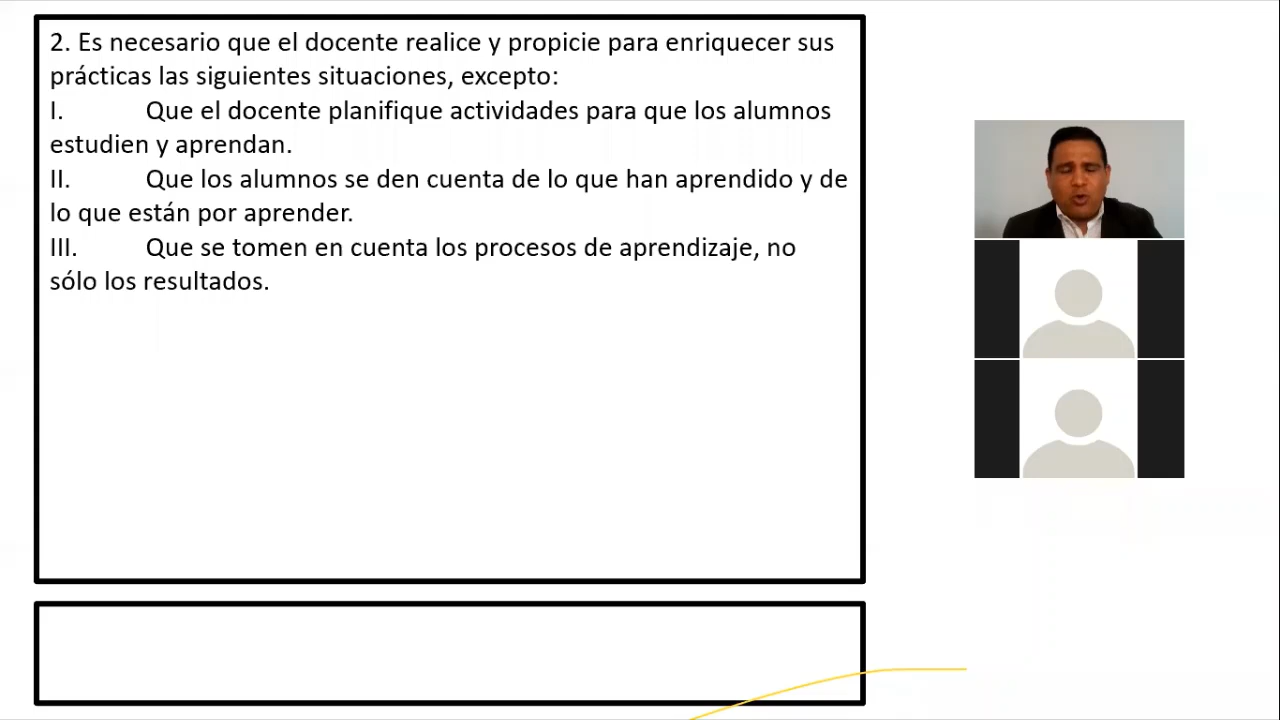 2. Es necesario que el docente realice y propicie para enriquecer sus
prácticas las siguientes situaciones, excepto:
I. Que el docente planifique actividades para que los alumnos
estudien y aprendan.
II. Que los alumnos se den cuenta de lo que han aprendido y de
lo que están por aprender.
III. Que se tomen en cuenta los procesos de aprendizaje, no
sólo los resultados.